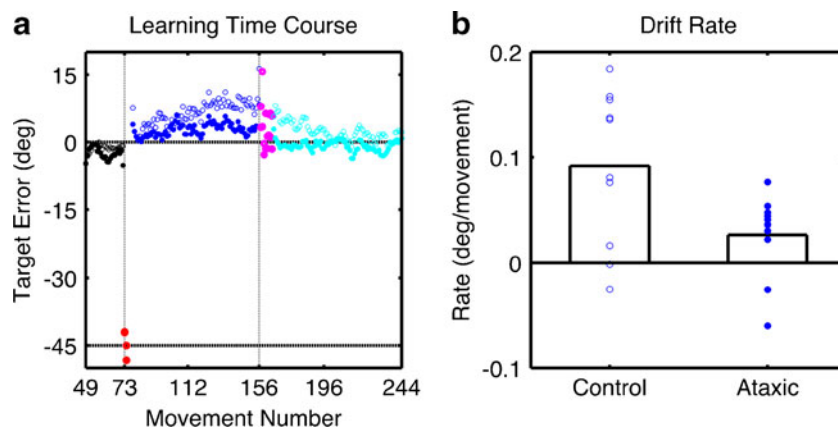 a Learning Time Course
Target Error (deg)
15
0
-15
-30
-45
49 73 112 156 196 244
Movement Number
b Drift Rate
Rate (deg/movement)
0.2
0.1
0
-0.1
Control Ataxic